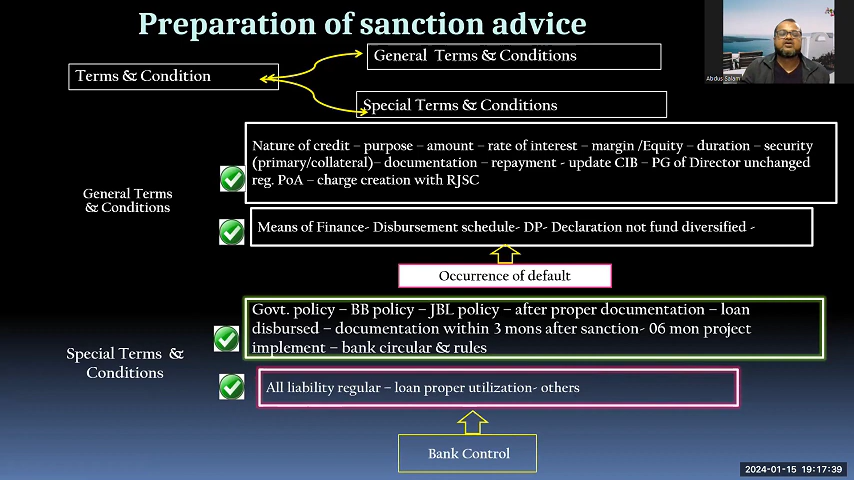 Preparation of sanction advice
General Terms & Conditions
Terms & Condition
Special Terms & Conditions
Nature of credit – purpose – amount – rate of interest – margin /Equity – duration – security
(primary/collateral)– documentation – repayment - update CIB – PG of Director unchanged
reg. PoA – charge creation with RJSC
General Terms
& Conditions
Means of Finance- Disbursement schedule- DP- Declaration not fund diversified -
Occurrence of default
Govt. policy – BB policy – JBL policy – after proper documentation – loan
disbursed – documentation within 3 mons after sanction- 06 mon project
implement – bank circular & rules
Special Terms &
Conditions
All liability regular – loan proper utilization- others
Bank Control
Abdus Salam
2024-01-15 19:17:39